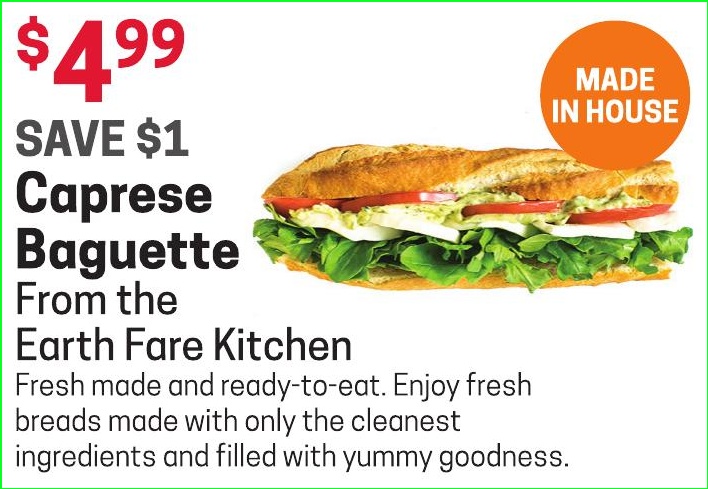 $4.99
SAVE $1
Caprese
Baguette
From the
Earth Fare Kitchen
Fresh made and ready-to-eat. Enjoy fresh
breads made with only the cleanest
ingredients and filled with yummy goodness.
MADE
IN HOUSE